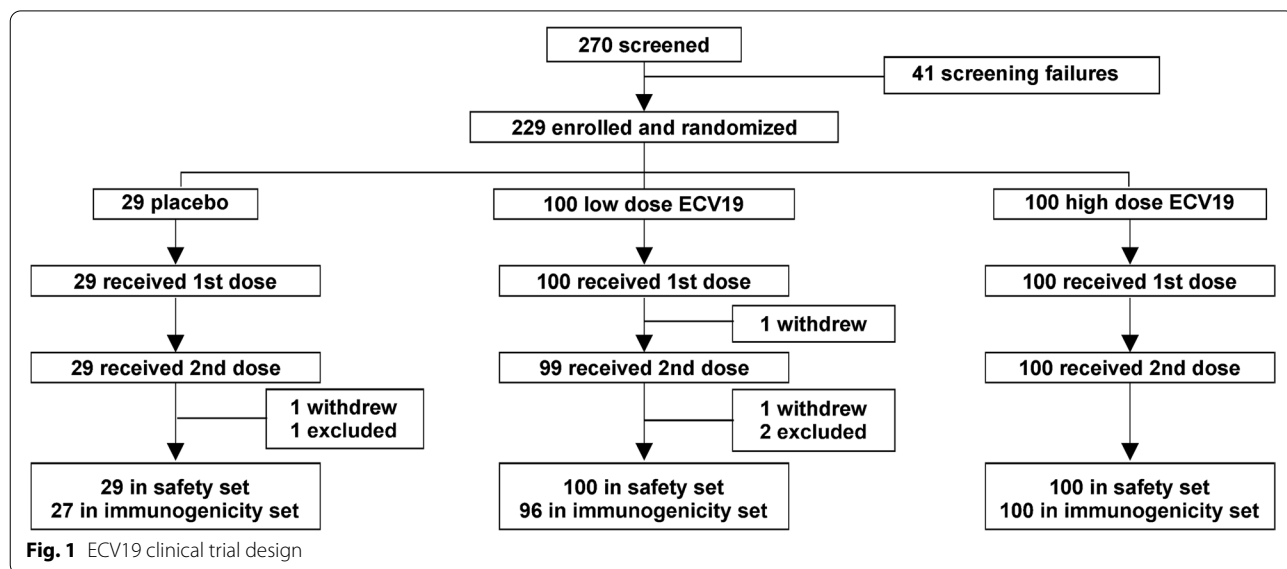 270 screened
41 screening failures
229 enrolled and randomized
29 placebo
100 low dose ECV19
100 high dose ECV19
29 received 1st dose
100 received 1st dose
100 received 1st dose
1 withdrew
29 received 2nd dose
99 received 2nd dose
100 received 2nd dose
1 withdrew
1 excluded
1 withdrew
2 excluded
29 in safety set
27 in immunogenicity set
100 in safety set
96 in immunogenicity set
100 in safety set
100 in immunogenicity set
Fig. 1 ECV19 clinical trial design